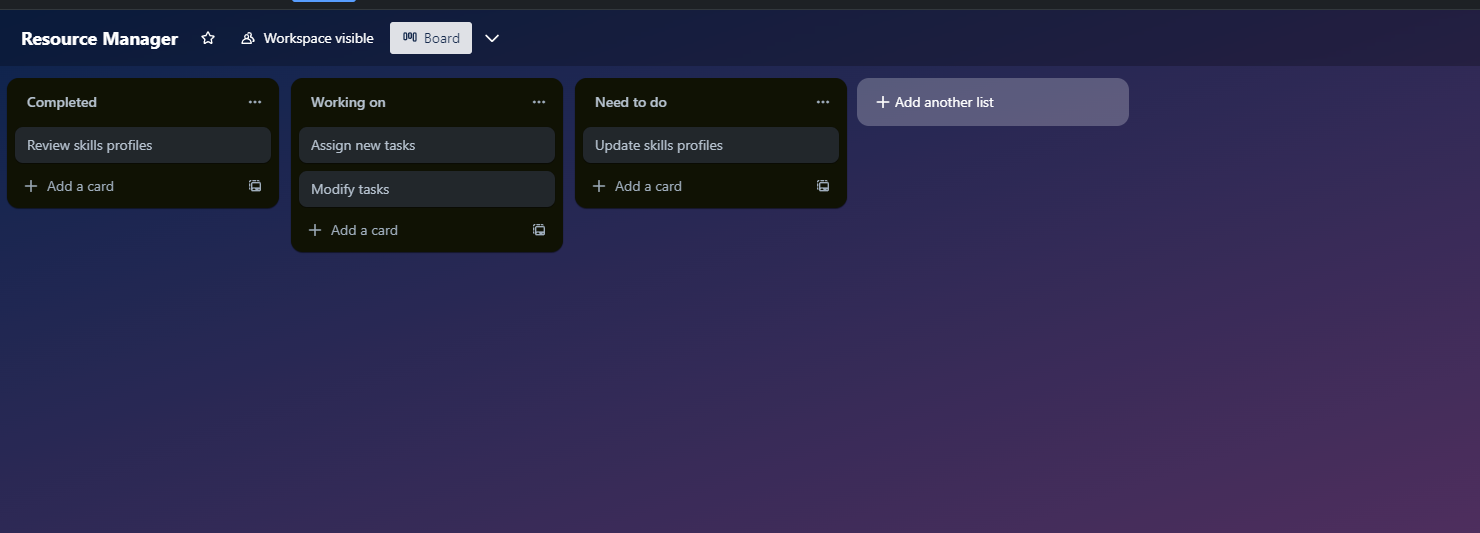 Resource Manager
Workspace visible
Board
Completed
Review skills profiles
Add a card
Working on
Assign new tasks
Modify tasks
Add a card
Need to do
Update skills profiles
Add a card
Add another list